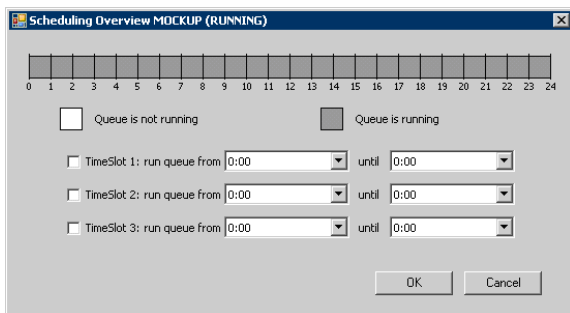 Scheduling Overview MOCKUP (RUNNING)
0 1 2 3 4 5 6 7 8 9 10 11 12 13 14 15 16 17 18 19 20 21 22 23 24
Queue is not running Queue is running
TimeSlot 1: run queue from 0:00 until 0:00
TimeSlot 2: run queue from 0:00 until 0:00
TimeSlot 3: run queue from 0:00 until 0:00
OK Cancel